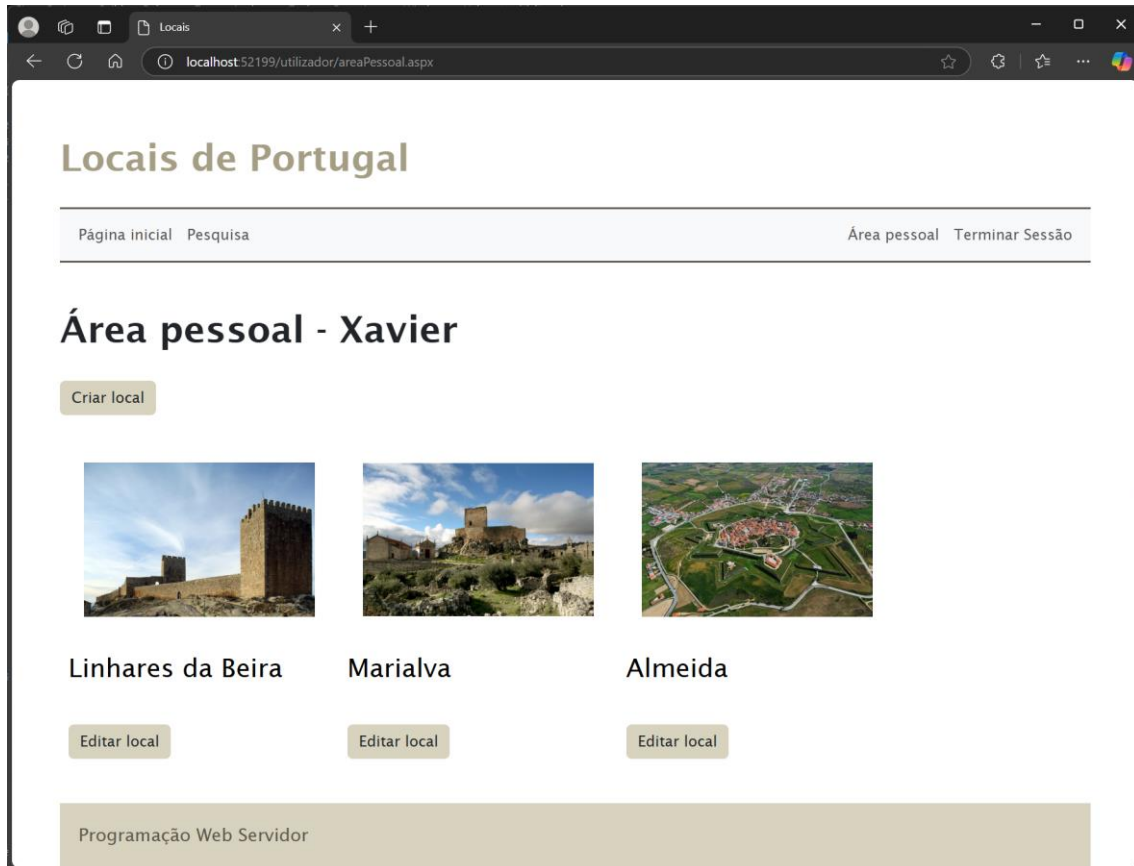 Locais
localhost:52199/utilizador/areaPessoal.aspx
Locais de Portugal
Página inicial Pesquisa Área pessoal Terminar Sessão
Área pessoal - Xavier
Criar local
Linhares da Beira Marialva Almeida
Editar local Editar local Editar local
Programação Web Servidor